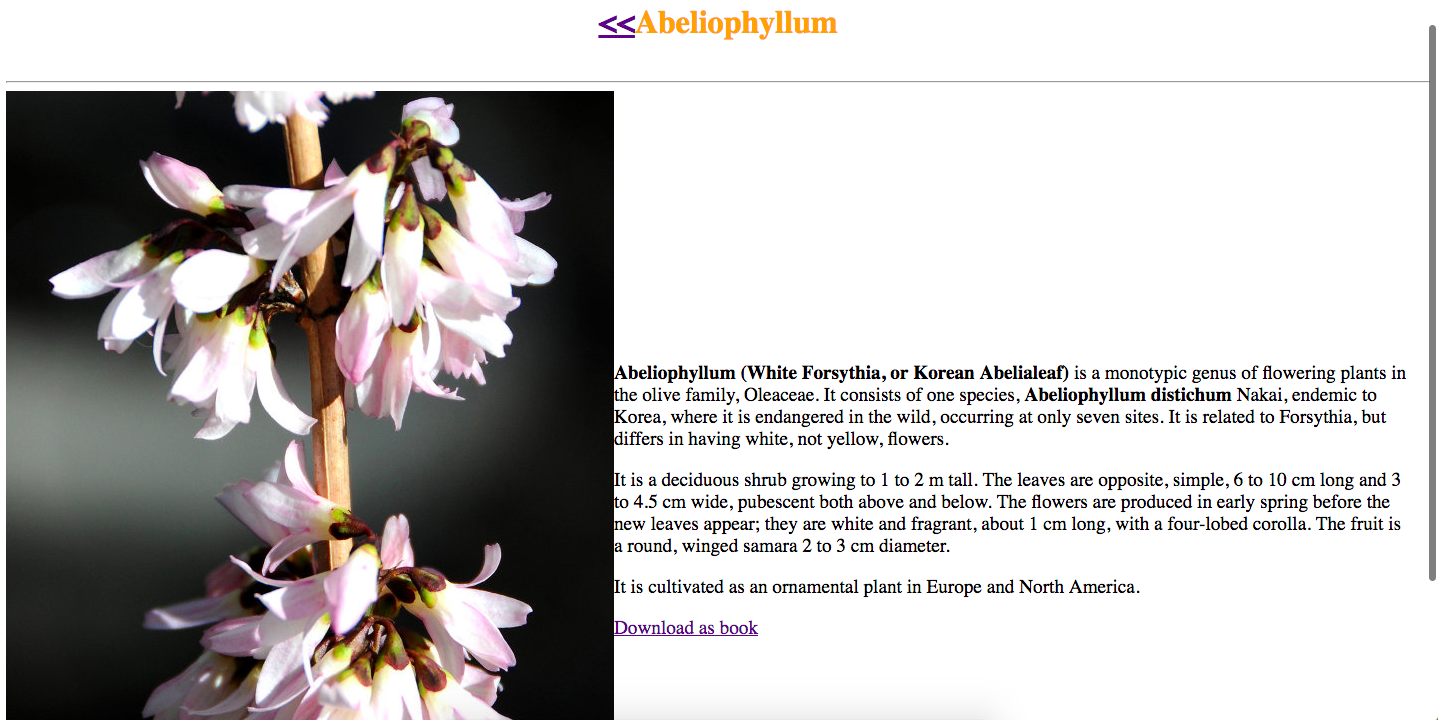 <<Abeliophyllum
Abeliophyllum (White Forsythia, or Korean Abelialeaf) is a monotypic genus of flowering plants in
the olive family, Oleaceae. It consists of one species, Abeliophyllum distichum Nakai, endemic to
Korea, where it is endangered in the wild, occurring at only seven sites. It is related to Forsythia, but
differs in having white, not yellow, flowers.
It is a deciduous shrub growing to 1 to 2 m tall. The leaves are opposite, simple, 6 to 10 cm long and 3
to 4.5 cm wide, pubescent both above and below. The flowers are produced in early spring before the
new leaves appear; they are white and fragrant, about 1 cm long, with a four-lobed corolla. The fruit is
a round, winged samara 2 to 3 cm diameter.
It is cultivated as an ornamental plant in Europe and North America.
Download as book